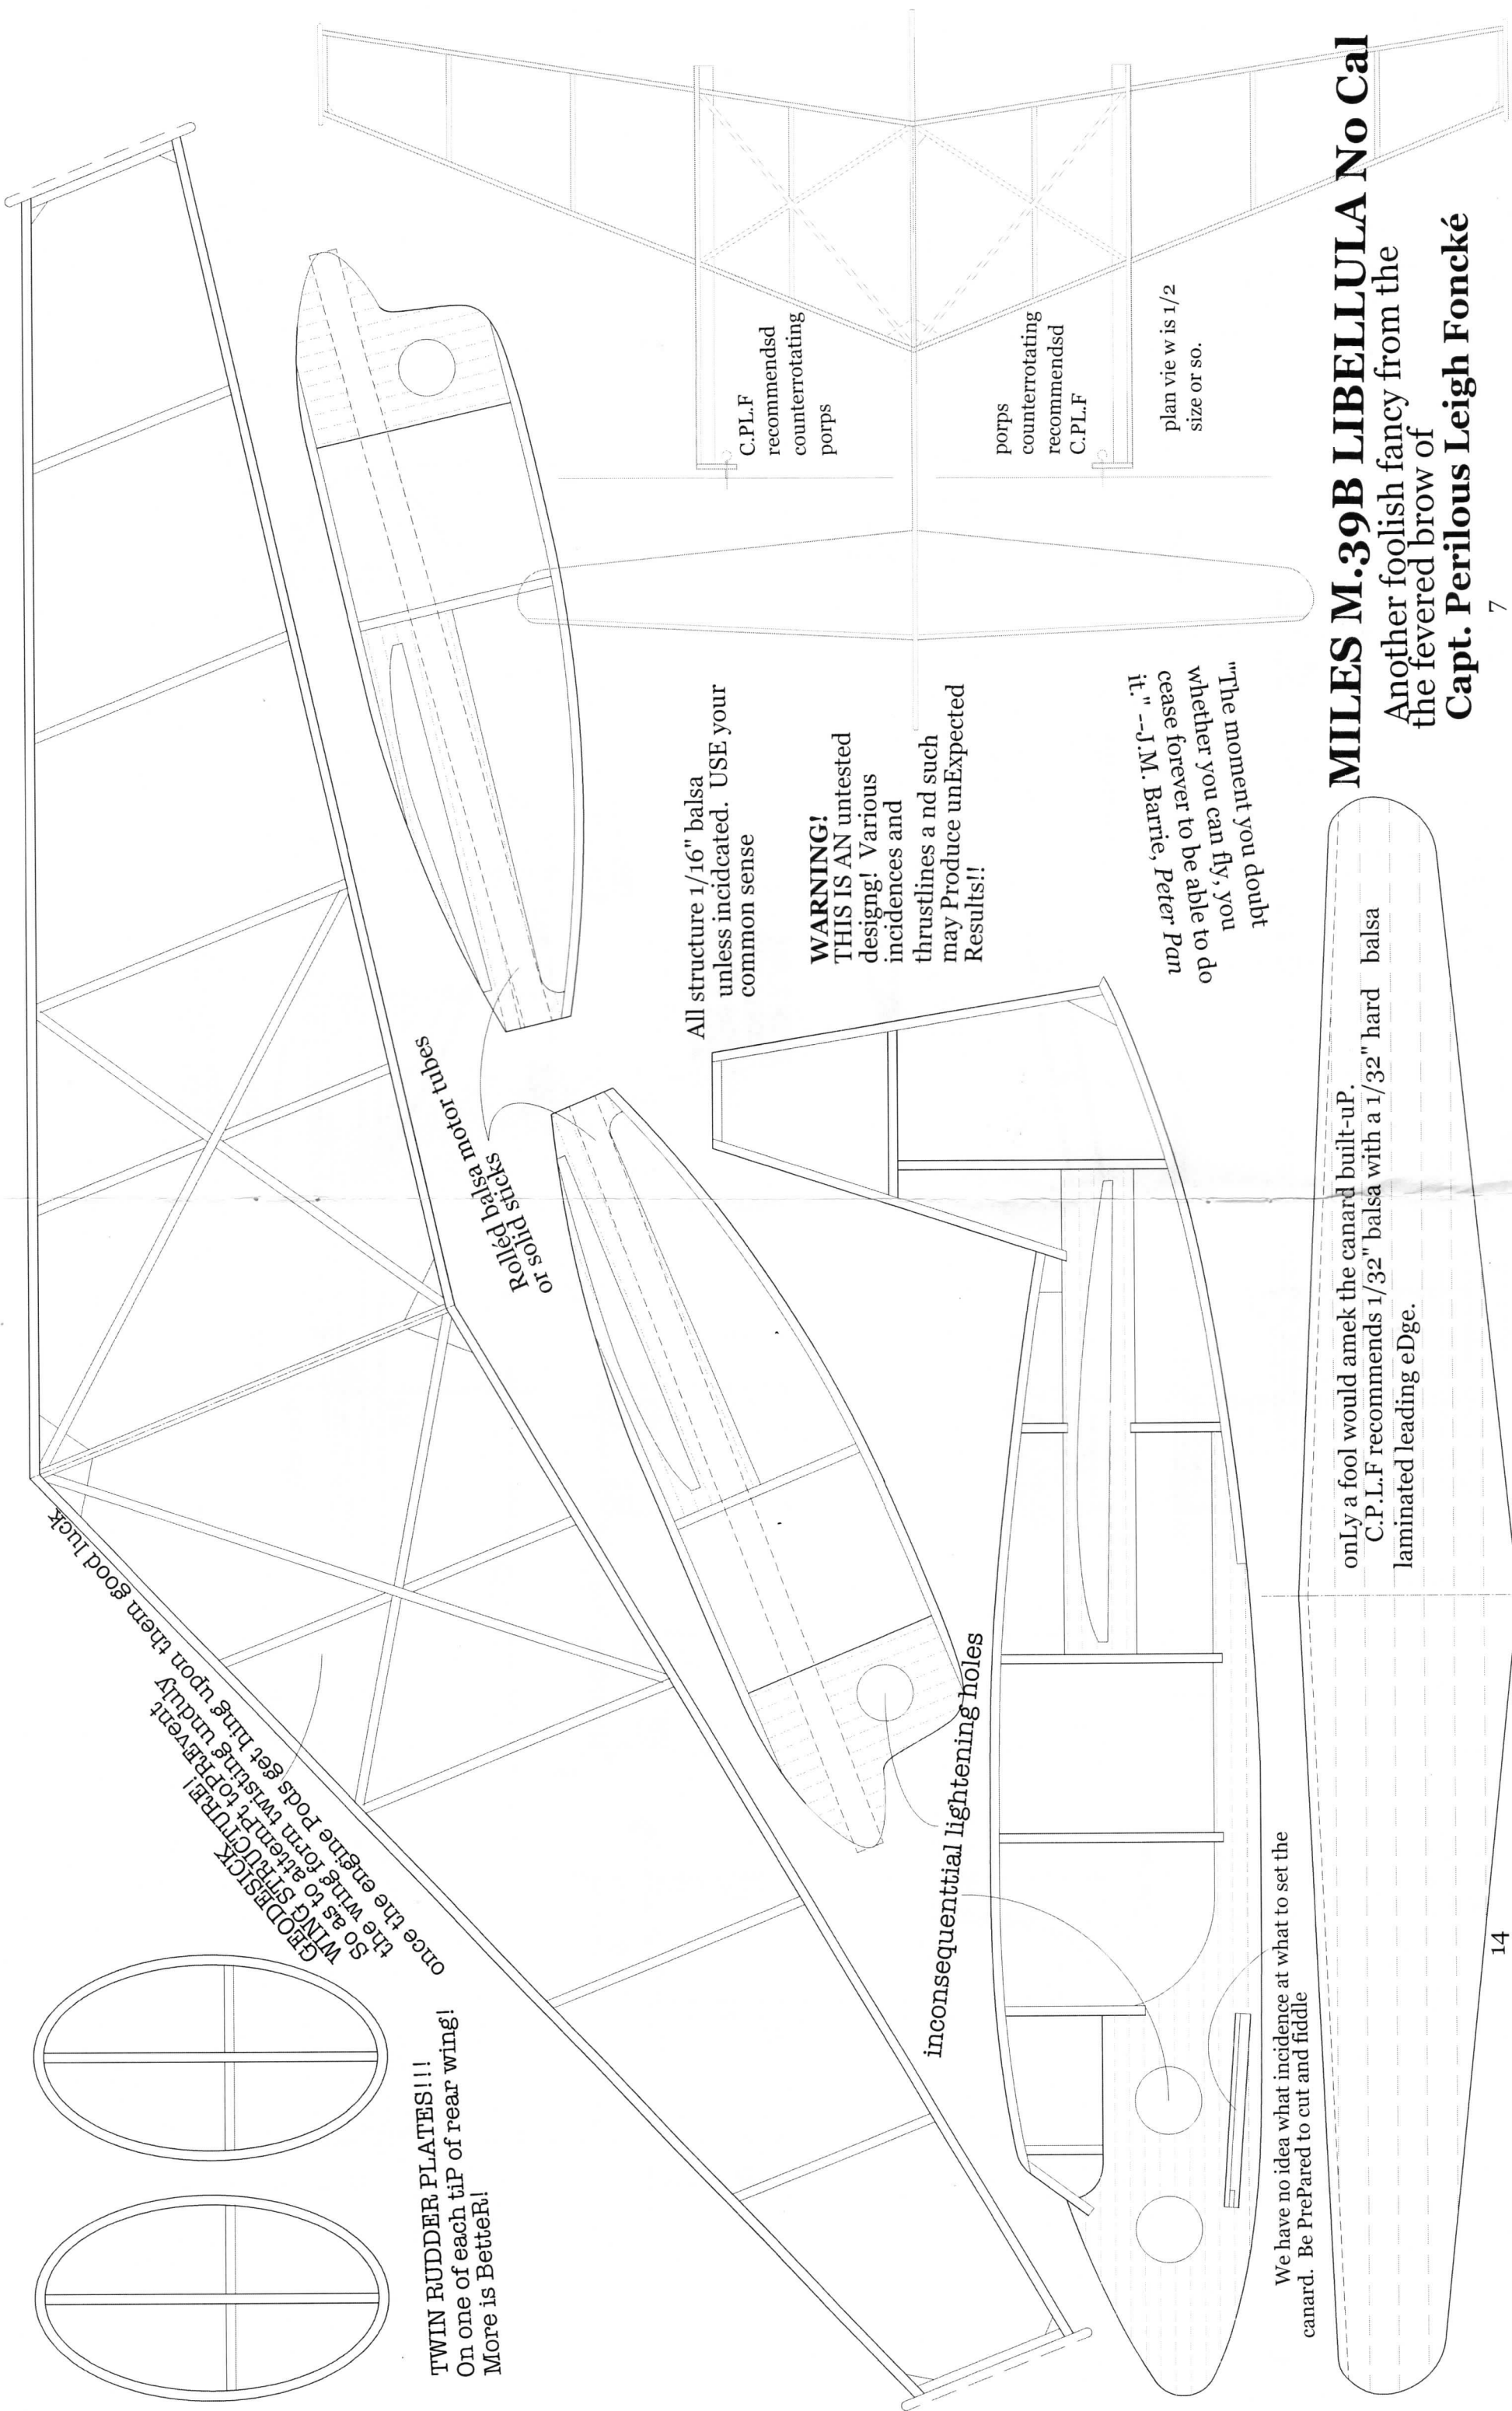 TWIN RUDDER PLATES!!!
On one of each tiP of rear wing!
More is BetteR!
GEODESICK
WING STRUCTURE!
So as to attemPt toPREvent
the wing form twisting unduly
once the engine Pods get hing upon them good luck
Rolled balsa motor tubes
or solid sticks
inconsequenttial lightening holes
All structure 1/16" balsa
unless incidcated. USE your
common sense
WARNING!
THIS IS AN untested
designg! Various
incidences and
thrustlines a nd such
may Produce unExpected
Results!!
C.PL.F
recommendsd
counterrotating
porps
porps
counterrotating
recommendsd
C.PL.F
plan vie w is 1/2
size or so.
"The moment you doubt
whether you can fly, you
cease forever to be able to do
it." --J.M. Barrie, Peter Pan
We have no idea what incidence at what to set the
canard. Be PrePared to cut and fiddle
onLy a fool would amek the canard built-uP.
C.P.L.F recommends 1/32" balsa with a 1/32" hard balsa
laminated leading eDge.
MILES M.39B LIBELLULA No Cal
Another foolish fancy from the
the fevered brow of
Capt. Perilous Leigh Foncké
14
7